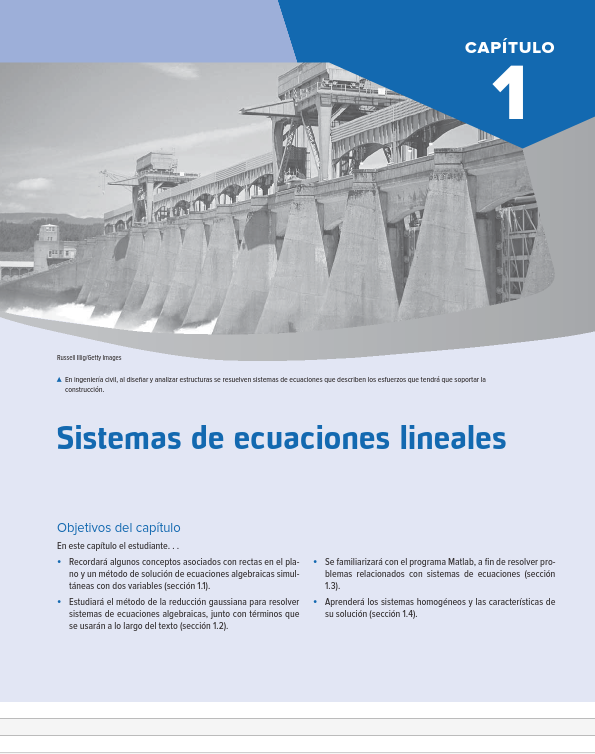 CAPÍTULO
1
Russell Illig/Getty Images
▲ En ingeniería civil, al diseñar y analizar estructuras se resuelven sistemas de ecuaciones que describen los esfuerzos que tendrá que soportar la
construcción.
Sistemas de ecuaciones lineales
Objetivos del capítulo
En este capítulo el estudiante. . .
• Recordará algunos conceptos asociados con rectas en el pla-
no y un método de solución de ecuaciones algebraicas simul-
táneas con dos variables (sección 1.1).
• Estudiará el método de la reducción gaussiana para resolver
sistemas de ecuaciones algebraicas, junto con términos que
se usarán a lo largo del texto (sección 1.2).
• Se familiarizará con el programa Matlab, a fin de resolver pro-
blemas relacionados con sistemas de ecuaciones (sección
1.3).
• Aprenderá los sistemas homogéneos y las características de
su solución (sección 1.4).